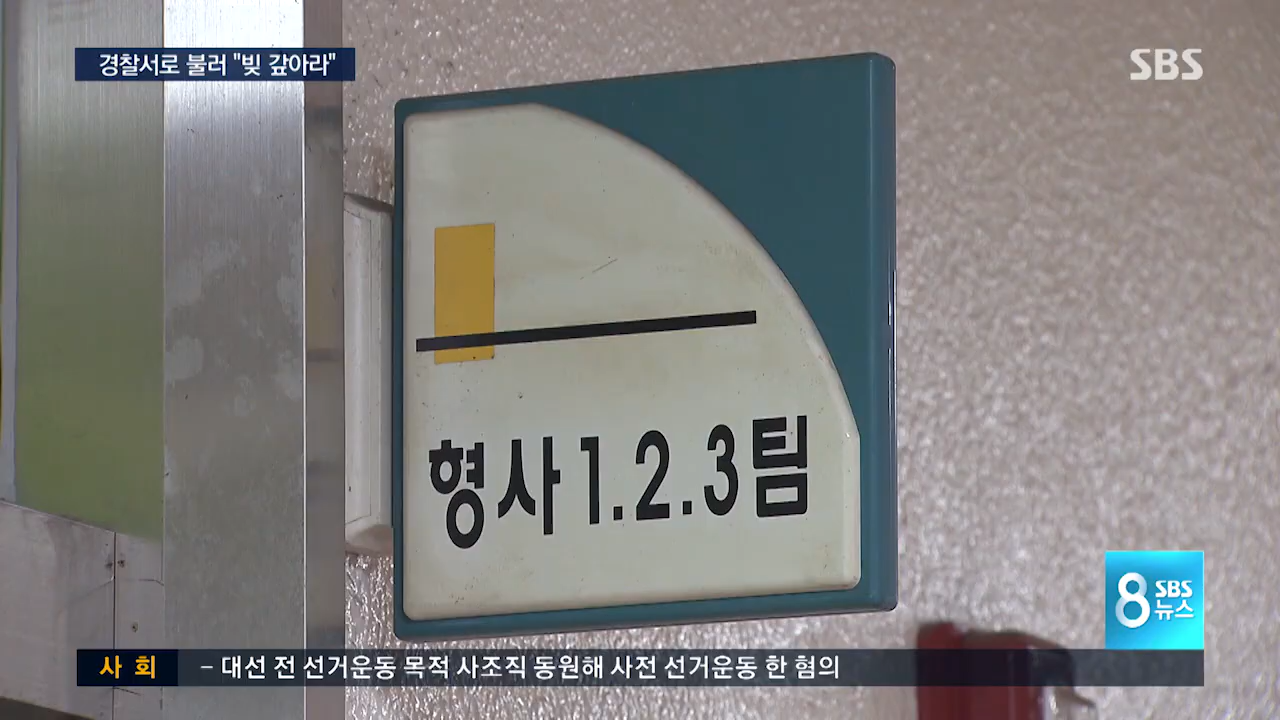 경찰서로 불러 "빚 갚아라"
SBS
형사 1.2.3팀
8 SBS 뉴스
사 회
- 대선 전 선거운동 목적 사조직 동원해 사전 선거운동 한 혐의